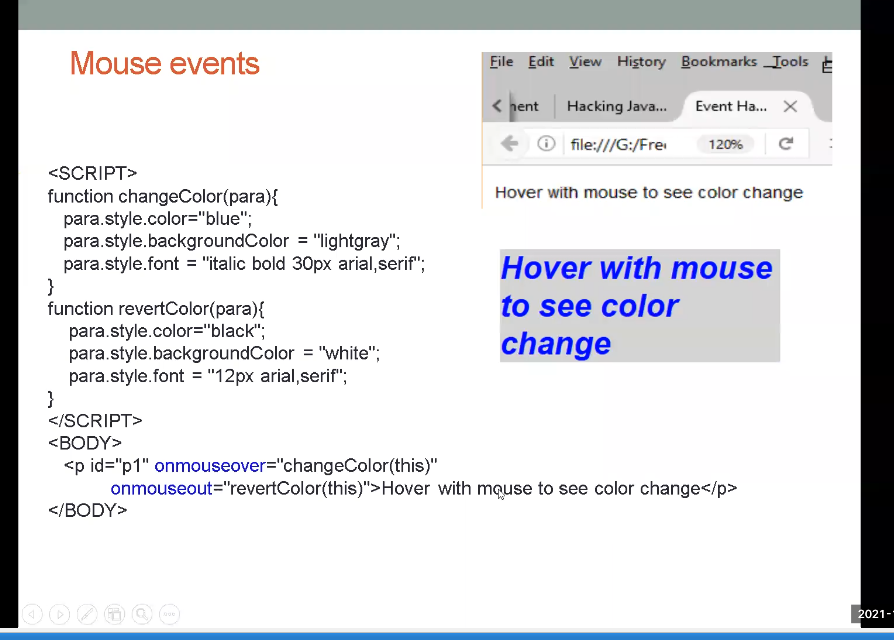 Mouse events
File Edit View History Bookmarks Tools
nent Hacking Java... Event Ha...
file:///G:/Fre 120%
Hover with mouse to see color change
Hover with mouse
to see color
change
<SCRIPT>
function changeColor(para){
para.style.color="blue";
para.style.backgroundColor = "lightgray";
para.style.font = "italic bold 30px arial,serif";
}
function revertColor(para){
para.style.color="black";
para.style.backgroundColor = "white";
para.style.font = "12px arial,serif";
}
</SCRIPT>
<BODY>
<p id="p1" onmouseover="changeColor(this)"
onmouseout="revertColor(this)">Hover with mouse to see color change</p>
</BODY>
2021-